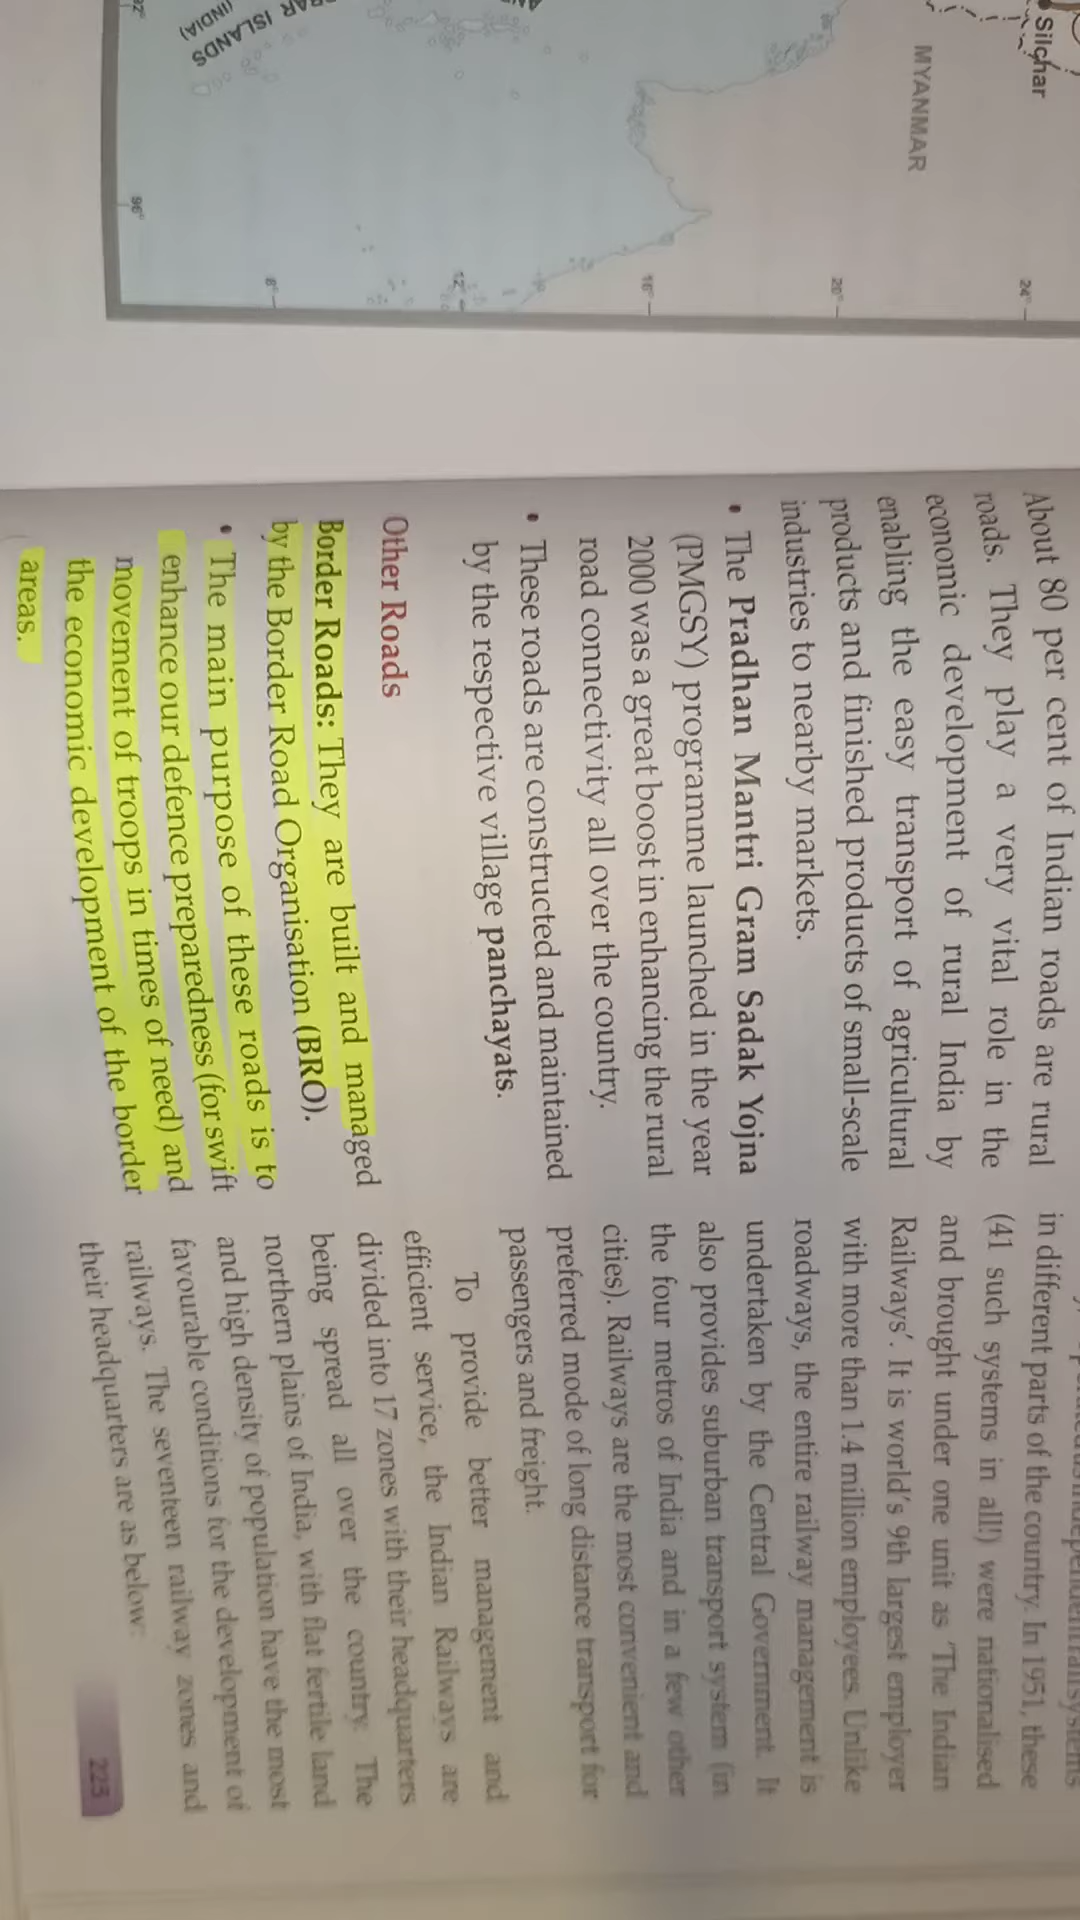 Silchar
MYANMAR
ISLANDS
(INDIA)
96°
8°
12°
16°
20°
24°
About 80 per cent of Indian roads are rural
roads. They play a very vital role in the
economic development of rural India by
enabling the easy transport of agricultural
products and finished products of small-scale
industries to nearby markets.
• The Pradhan Mantri Gram Sadak Yojna
(PMGSY) programme launched in the year
2000 was a great boost in enhancing the rural
road connectivity all over the country.
• These roads are constructed and maintained
by the respective village panchayats.
Other Roads
Border Roads: They are built and managed
by the Border Road Organisation (BRO).
• The main purpose of these roads is to
enhance our defence preparedness (for swift
movement of troops in times of need) and
the economic development of the border
areas.
in different parts of the country. In 1951, these
(41 such systems in all!) were nationalised
and brought under one unit as 'The Indian
Railways'. It is world's 9th largest employer
with more than 1.4 million employees. Unlike
roadways, the entire railway management is
undertaken by the Central Government. It
also provides suburban transport system (in
the four metros of India and in a few other
cities). Railways are the most convenient and
preferred mode of long distance transport for
passengers and freight.
To provide better management and
efficient service, the Indian Railways are
divided into 17 zones with their headquarters
being spread all over the country. The
northern plains of India, with flat fertile land
and high density of population have the most
favourable conditions for the development of
railways. The seventeen railway zones and
their headquarters are as below:
223